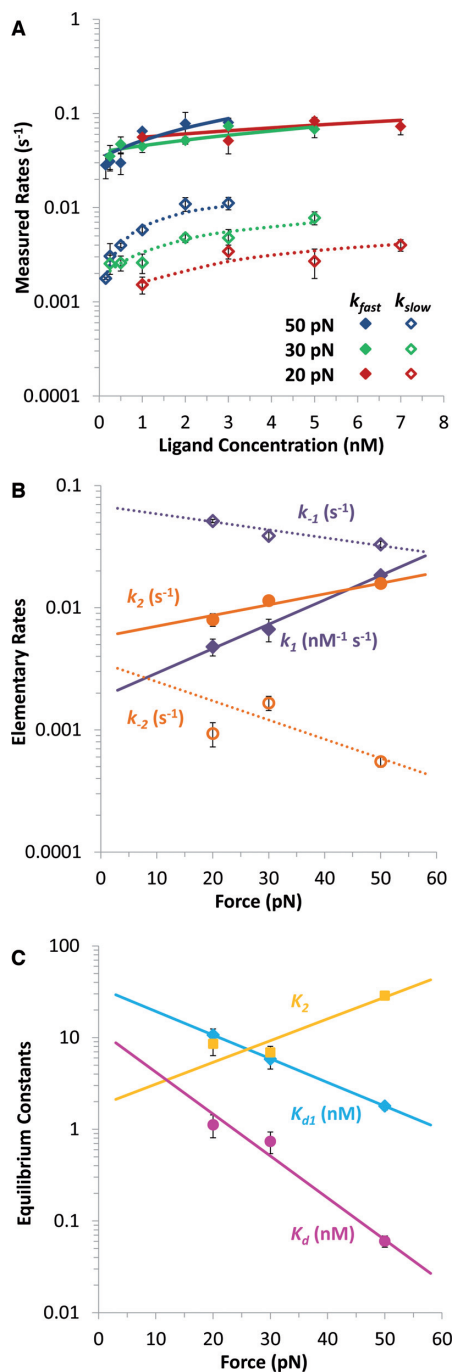 A
Measured Rates (s⁻¹)
1
0.1
0.01
0.001
0.0001
k_fast k_slow
50 pN
30 pN
20 pN
0 1 2 3 4 5 6 7 8
Ligand Concentration (nM)
B
Elementary Rates
0.1
0.01
0.001
0.0001
k₋₁ (s⁻¹)
k₂ (s⁻¹)
k₁ (nM⁻¹ s⁻¹)
k₋₂ (s⁻¹)
0 10 20 30 40 50 60
Force (pN)
C
Equilibrium Constants
100
10
1
0.1
0.01
K₂
K_d1 (nM)
K_d (nM)
0 10 20 30 40 50 60
Force (pN)